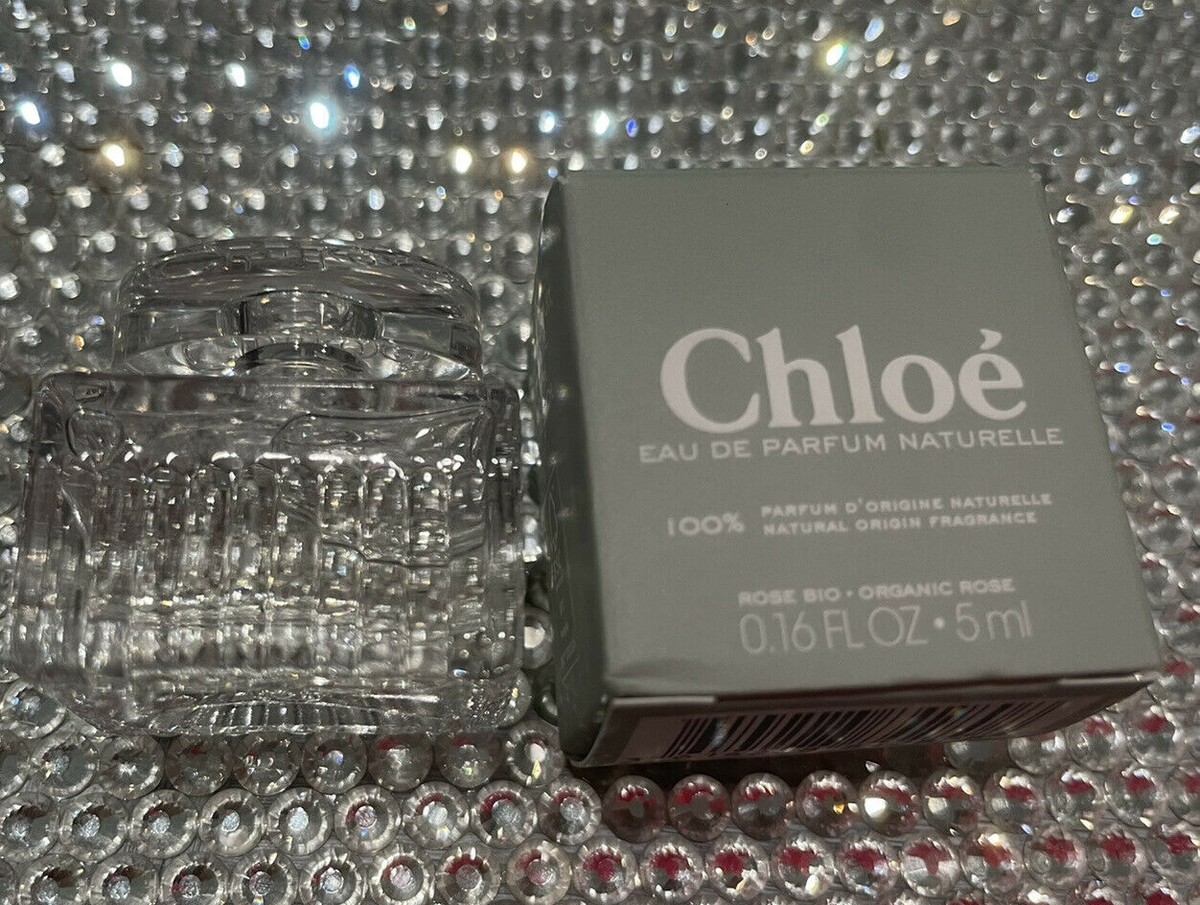 Chloé
EAU DE PARFUM NATURELLE
100%
PARFUM D'ORIGINE NATURELLE
NATURAL ORIGIN FRAGRANCE
ROSE BIO • ORGANIC ROSE
0.16 FL OZ • 5 ml